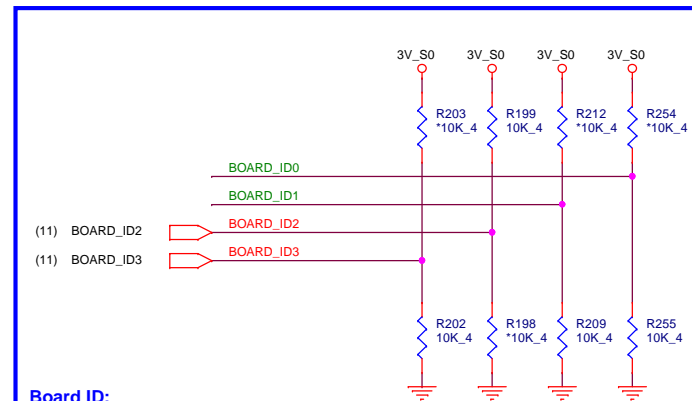 3V_S0 3V_S0 3V_S0 3V_S0
R203 R199 R212 R254
*10K_4 10K_4 *10K_4 *10K_4
BOARD_ID0
BOARD_ID1
(11) BOARD_ID2 BOARD_ID2
(11) BOARD_ID3 BOARD_ID3
R202 R198 R209 R255
10K_4 *10K_4 10K_4 10K_4
Board ID: